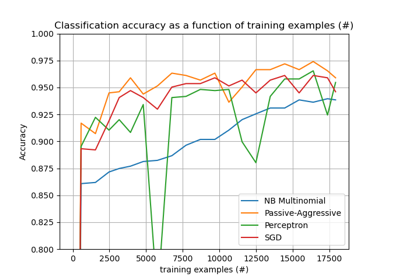 Classification accuracy as a function of training examples (#)
1.000
0.975
0.950
0.925
0.900
0.875
0.850
0.825
0.800
Accuracy
NB Multinomial
Passive-Aggressive
Perceptron
SGD
0 2500 5000 7500 10000 12500 15000 17500
training examples (#)